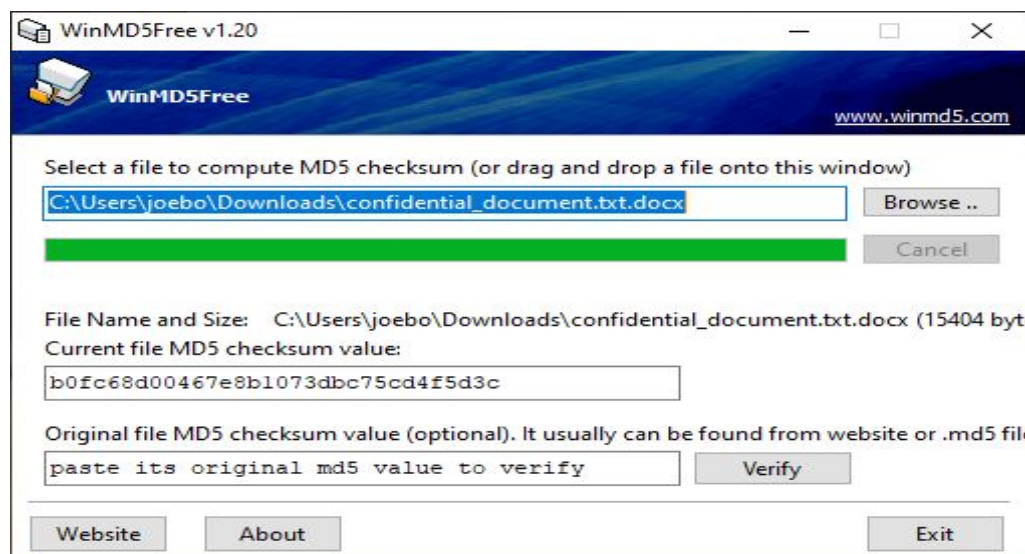 WinMD5Free v1.20
WinMD5Free
www.winmd5.com
Select a file to compute MD5 checksum (or drag and drop a file onto this window)
C:\Users\joebo\Downloads\confidential_document.txt.docx
Browse ..
Cancel
File Name and Size: C:\Users\joebo\Downloads\confidential_document.txt.docx (15404 byt
Current file MD5 checksum value:
b0fc68d00467e8b1073dbc75cd4f5d3c
Original file MD5 checksum value (optional). It usually can be found from website or .md5 file
paste its original md5 value to verify
Verify
Website
About
Exit